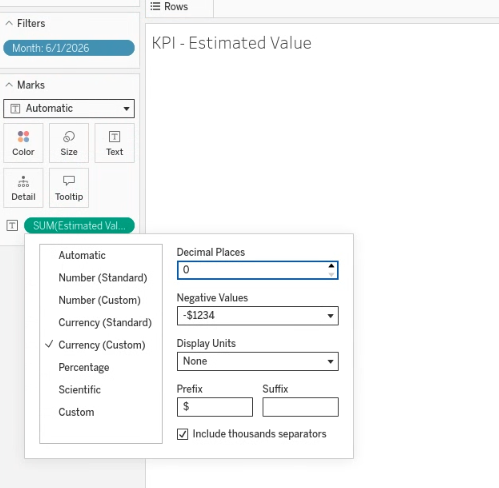 Rows
Filters
Month: 6/1/2026
KPI - Estimated Value
Marks
Automatic
Color
Size
Text
Detail
Tooltip
SUM(Estimated Val...
Automatic
Number (Standard)
Number (Custom)
Currency (Standard)
Currency (Custom)
Percentage
Scientific
Custom
Decimal Places
0
Negative Values
-$1234
Display Units
None
Prefix Suffix
$
Include thousands separators